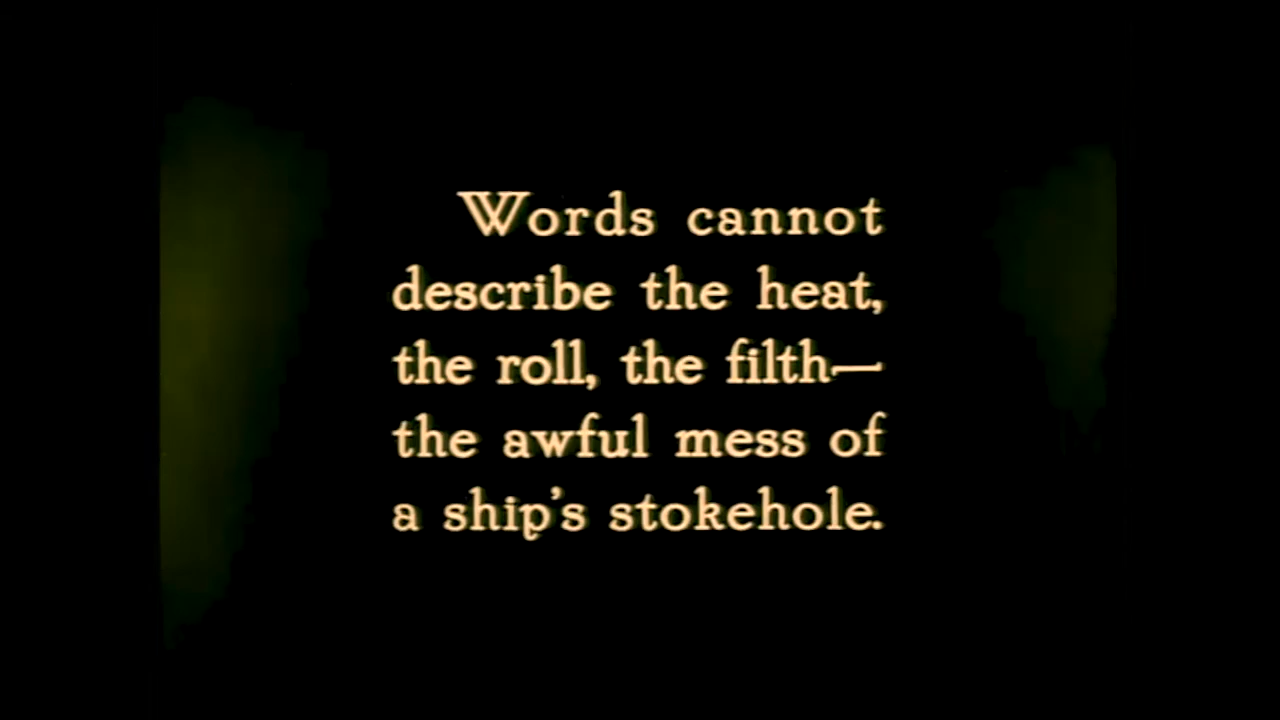 Words cannot
describe the heat,
the roll, the filth—
the awful mess of
a ship's stokehole.